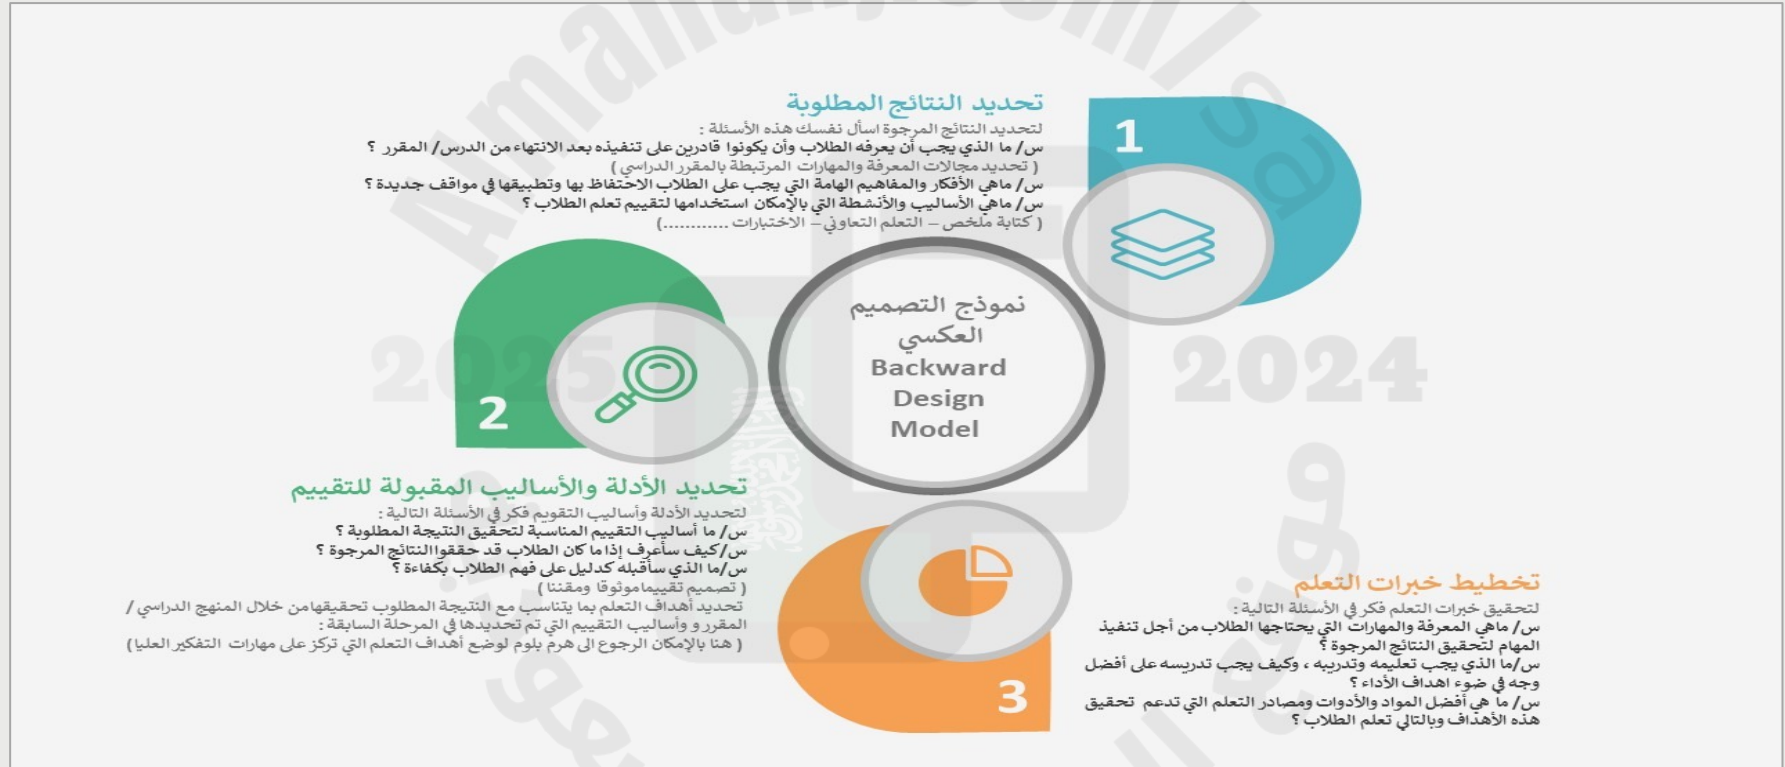 Almanahj.com/sa
تحديد النتائج المطلوبة
لتحديد النتائج المرجوة اسأل نفسك هذه الأسئلة :
س/ ما الذي يجب أن يعرفه الطلاب وأن يكونوا قادرين على تنفيذه بعد الانتهاء من الدرس/ المقرر ؟
( تحديد مجالات المعرفة والمهارات المرتبطة بالمقرر الدراسي )
س/ ماهي الأفكار والمفاهيم الهامة التي يجب على الطلاب الاحتفاظ بها وتطبيقها في مواقف جديدة ؟
س/ ماهي الأساليب والأنشطة التي بالإمكان استخدامها لتقييم تعلم الطلاب ؟
( كتابة ملخص – التعلم التعاوني – الاختبارات ............)
1
نموذج التصميم
العكسي
Backward
Design
Model
2024
2025
2
تحديد الأدلة والأساليب المقبولة للتقييم
لتحديد الأدلة وأساليب التقويم فكر في الأسئلة التالية :
س/ ما أساليب التقييم المناسبة لتحقيق النتيجة المطلوبة ؟
س/كيف سأعرف إذا ما كان الطلاب قد حققوا النتائج المرجوة ؟
س/ما الذي سأقبله كدليل على فهم الطلاب بكفاءة ؟
( تصميم تقييما موثوقا ومقننا )
تحديد أهداف التعلم بما يتناسب مع النتيجة المطلوب تحقيقها من خلال المنهج الدراسي /
المقرر و وأساليب التقييم التي تم تحديدها في المرحلة السابقة :
( هنا بالإمكان الرجوع الى هرم بلوم لوضع أهداف التعلم التي تركز على مهارات التفكير العليا )
3
تخطيط خبرات التعلم
لتحقيق خبرات التعلم فكر في الأسئلة التالية :
س/ ماهي المعرفة والمهارات التي يحتاجها الطلاب من أجل تنفيذ
المهام لتحقيق النتائج المرجوة ؟
س/ما الذي يجب تعليمه وتدريبه ، وكيف يجب تدريسه على أفضل
وجه في ضوء اهداف الأداء ؟
س/ ما هي أفضل المواد والأدوات ومصادر التعلم التي تدعم تحقيق
هذه الأهداف وبالتالي تعلم الطلاب ؟
موقع